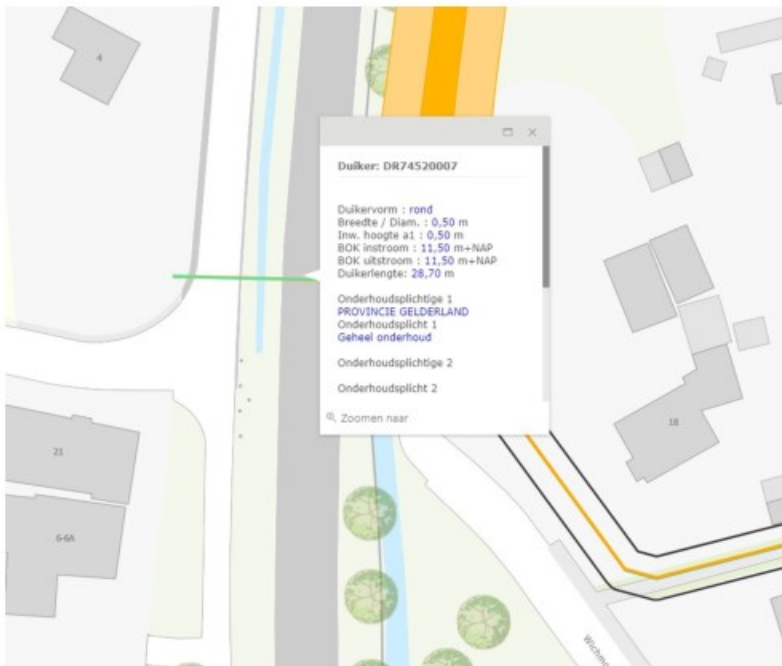 4
Duiker: DR74520007
Duikervorm : rond
Breedte / Diam. : 0,50 m
Inw. hoogte a1 : 0,50 m
BOK instroom : 11,50 m+NAP
BOK uitstroom : 11,50 m+NAP
Duikerlengte: 28,70 m
Onderhoudsplichtige 1
PROVINCIE GELDERLAND
Onderhoudsplicht 1
Geheel onderhoud
Onderhoudsplichtige 2
Onderhoudsplicht 2
Zoomen naar
18
21
6-6A